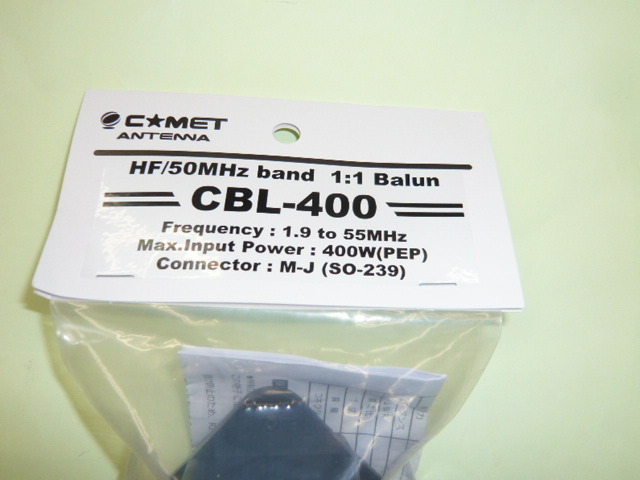 C★MET
ANTENNA
HF/50MHz band 1:1 Balun
CBL-400
Frequency : 1.9 to 55MHz
Max.Input Power : 400W(PEP)
Connector : M-J (SO-239)